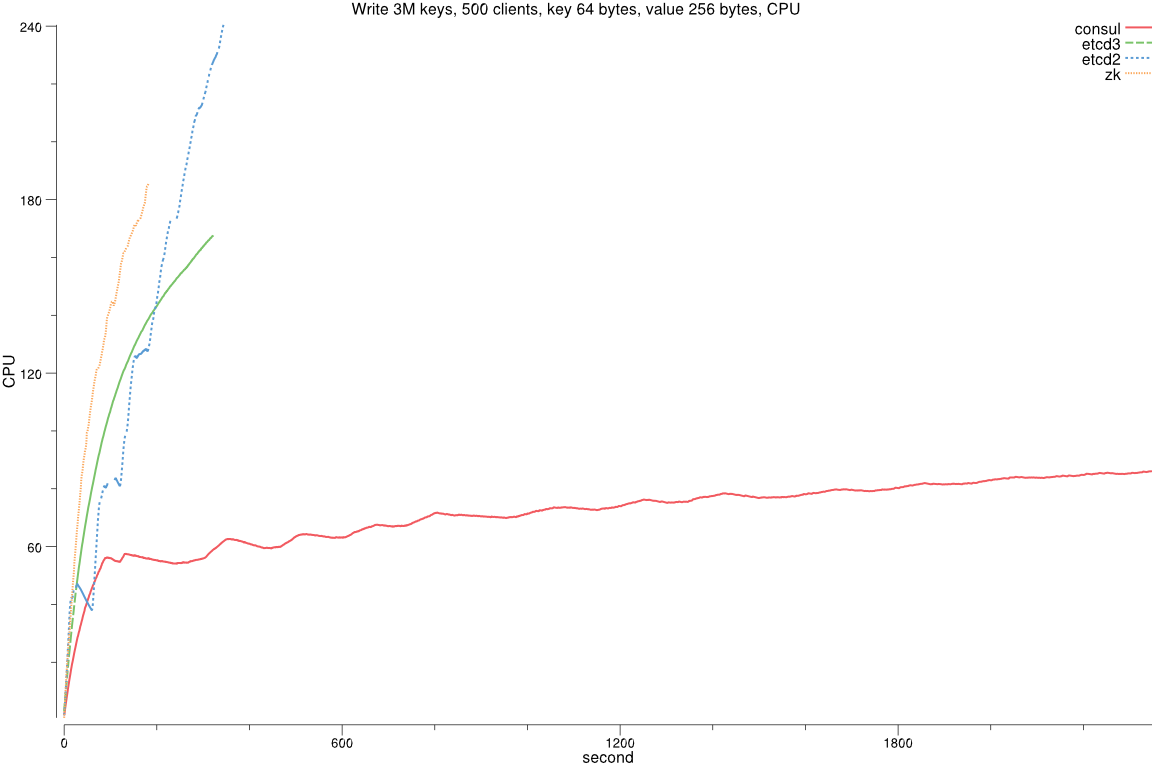 Write 3M keys, 500 clients, key 64 bytes, value 256 bytes, CPU
consul
etcd3
etcd2
zk
240
180
120
60
CPU
0
600
1200
1800
second